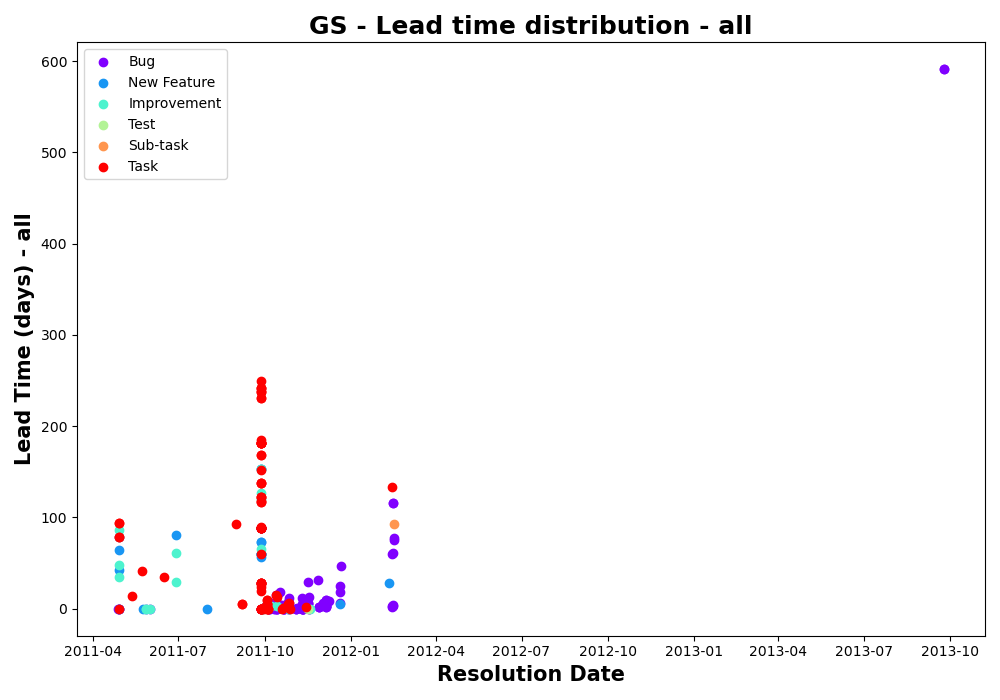 GS - Lead time distribution - all
Bug
New Feature
Improvement
Test
Sub-task
Task
Lead Time (days) - all
600
500
400
300
200
100
0
2011-04 2011-07 2011-10 2012-01 2012-04 2012-07 2012-10 2013-01 2013-04 2013-07 2013-10
Resolution Date